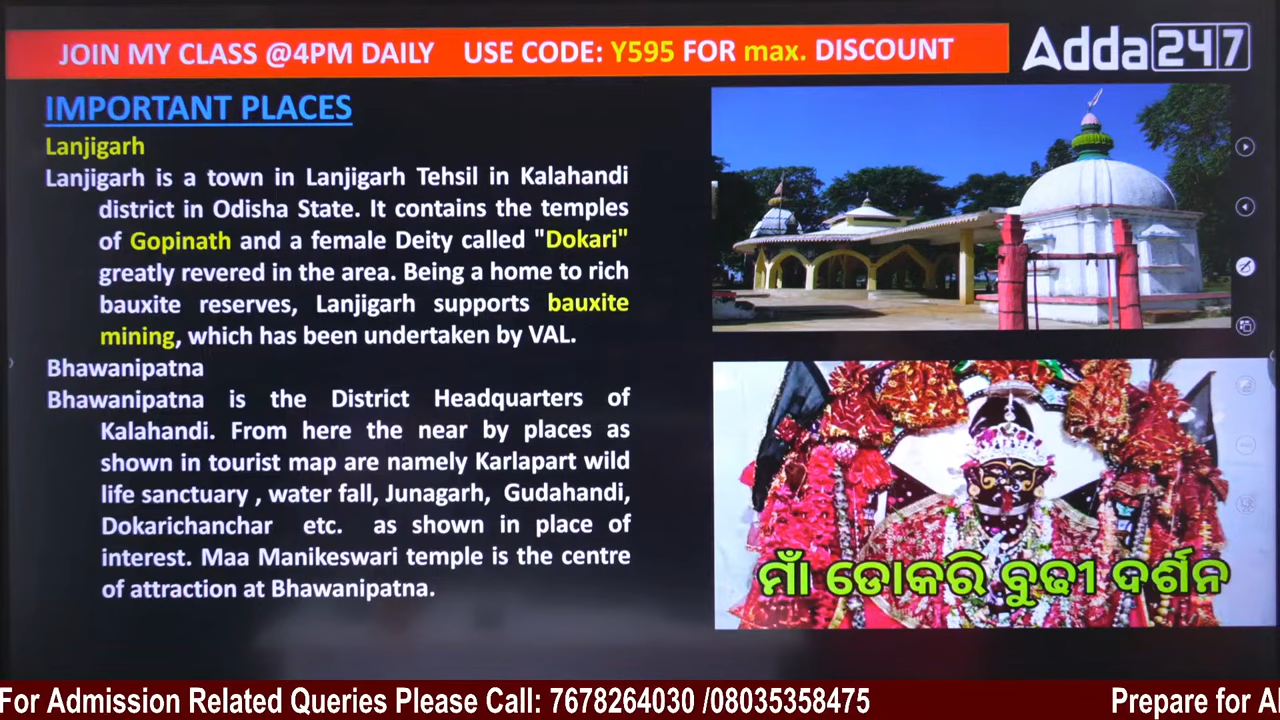 JOIN MY CLASS @4PM DAILY USE CODE: Y595 FOR max. DISCOUNT
Adda247
IMPORTANT PLACES
Lanjigarh
Lanjigarh is a town in Lanjigarh Tehsil in Kalahandi
district in Odisha State. It contains the temples
of Gopinath and a female Deity called "Dokari"
greatly revered in the area. Being a home to rich
bauxite reserves, Lanjigarh supports bauxite
mining, which has been undertaken by VAL.
Bhawanipatna
Bhawanipatna is the District Headquarters of
Kalahandi. From here the near by places as
shown in tourist map are namely Karlapart wild
life sanctuary , water fall, Junagarh, Gudahandi,
Dokarichanchar etc. as shown in place of
interest. Maa Manikeswari temple is the centre
of attraction at Bhawanipatna.
ମାଁ ଡୋକରି ବୁଢୀ ଦର୍ଶନ
For Admission Related Queries Please Call: 7678264030 /08035358475
Prepare for